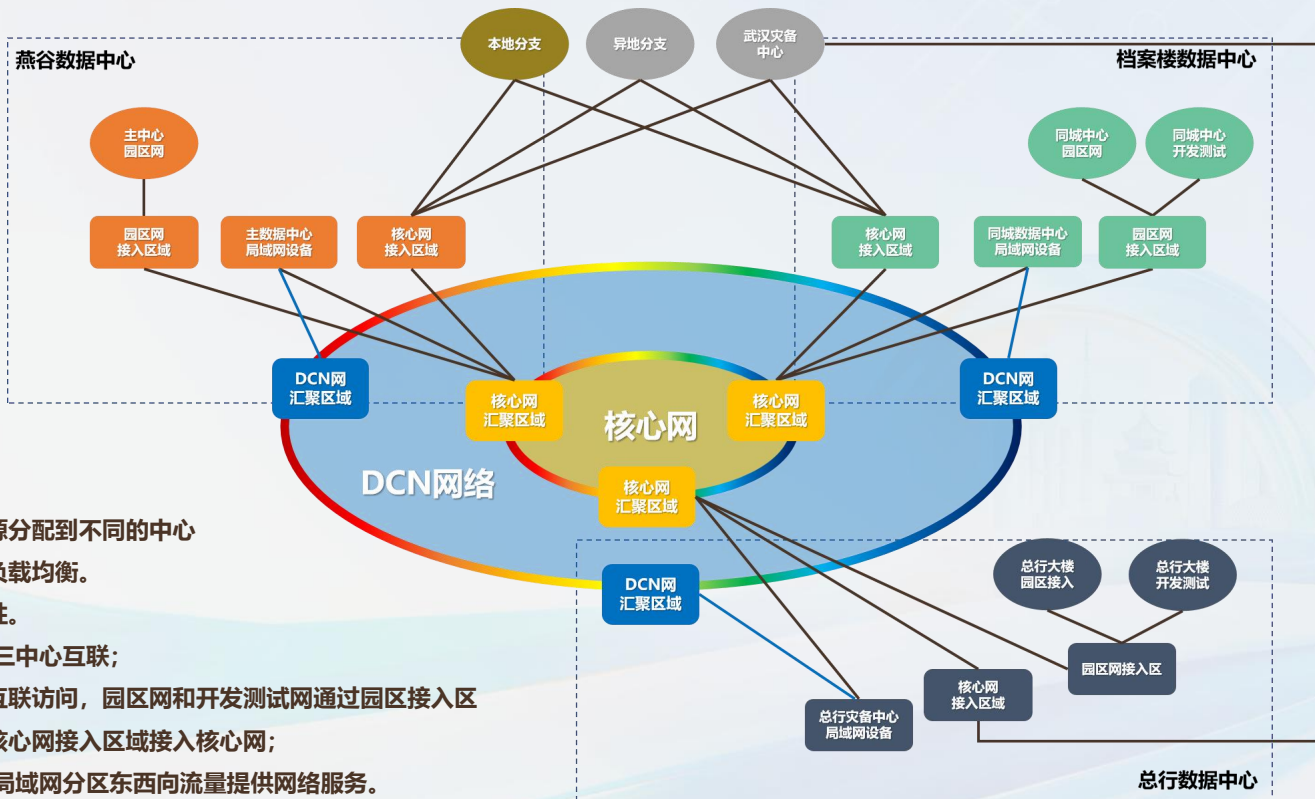 本地分支
异地分支
武汉灾备
中心
燕谷数据中心
档案楼数据中心
主中心
园区网
同城中心
园区网
同城中心
开发测试
园区网
接入区域
主数据中心
局域网设备
核心网
接入区域
核心网
接入区域
同城数据中心
局域网设备
园区网
接入区域
DCN网
汇聚区域
核心网
汇聚区域
核心网
核心网
汇聚区域
DCN网
汇聚区域
DCN网络
核心网
汇聚区域
源分配到不同的中心
负载均衡。
性。
三中心互联；
互联访问，园区网和开发测试网通过园区接入区
核心网接入区域接入核心网；
局域网分区东西向流量提供网络服务。
DCN网
汇聚区域
总行大楼
园区接入
总行大楼
开发测试
园区网接入区
核心网
接入区域
总行灾备中心
局域网设备
总行数据中心